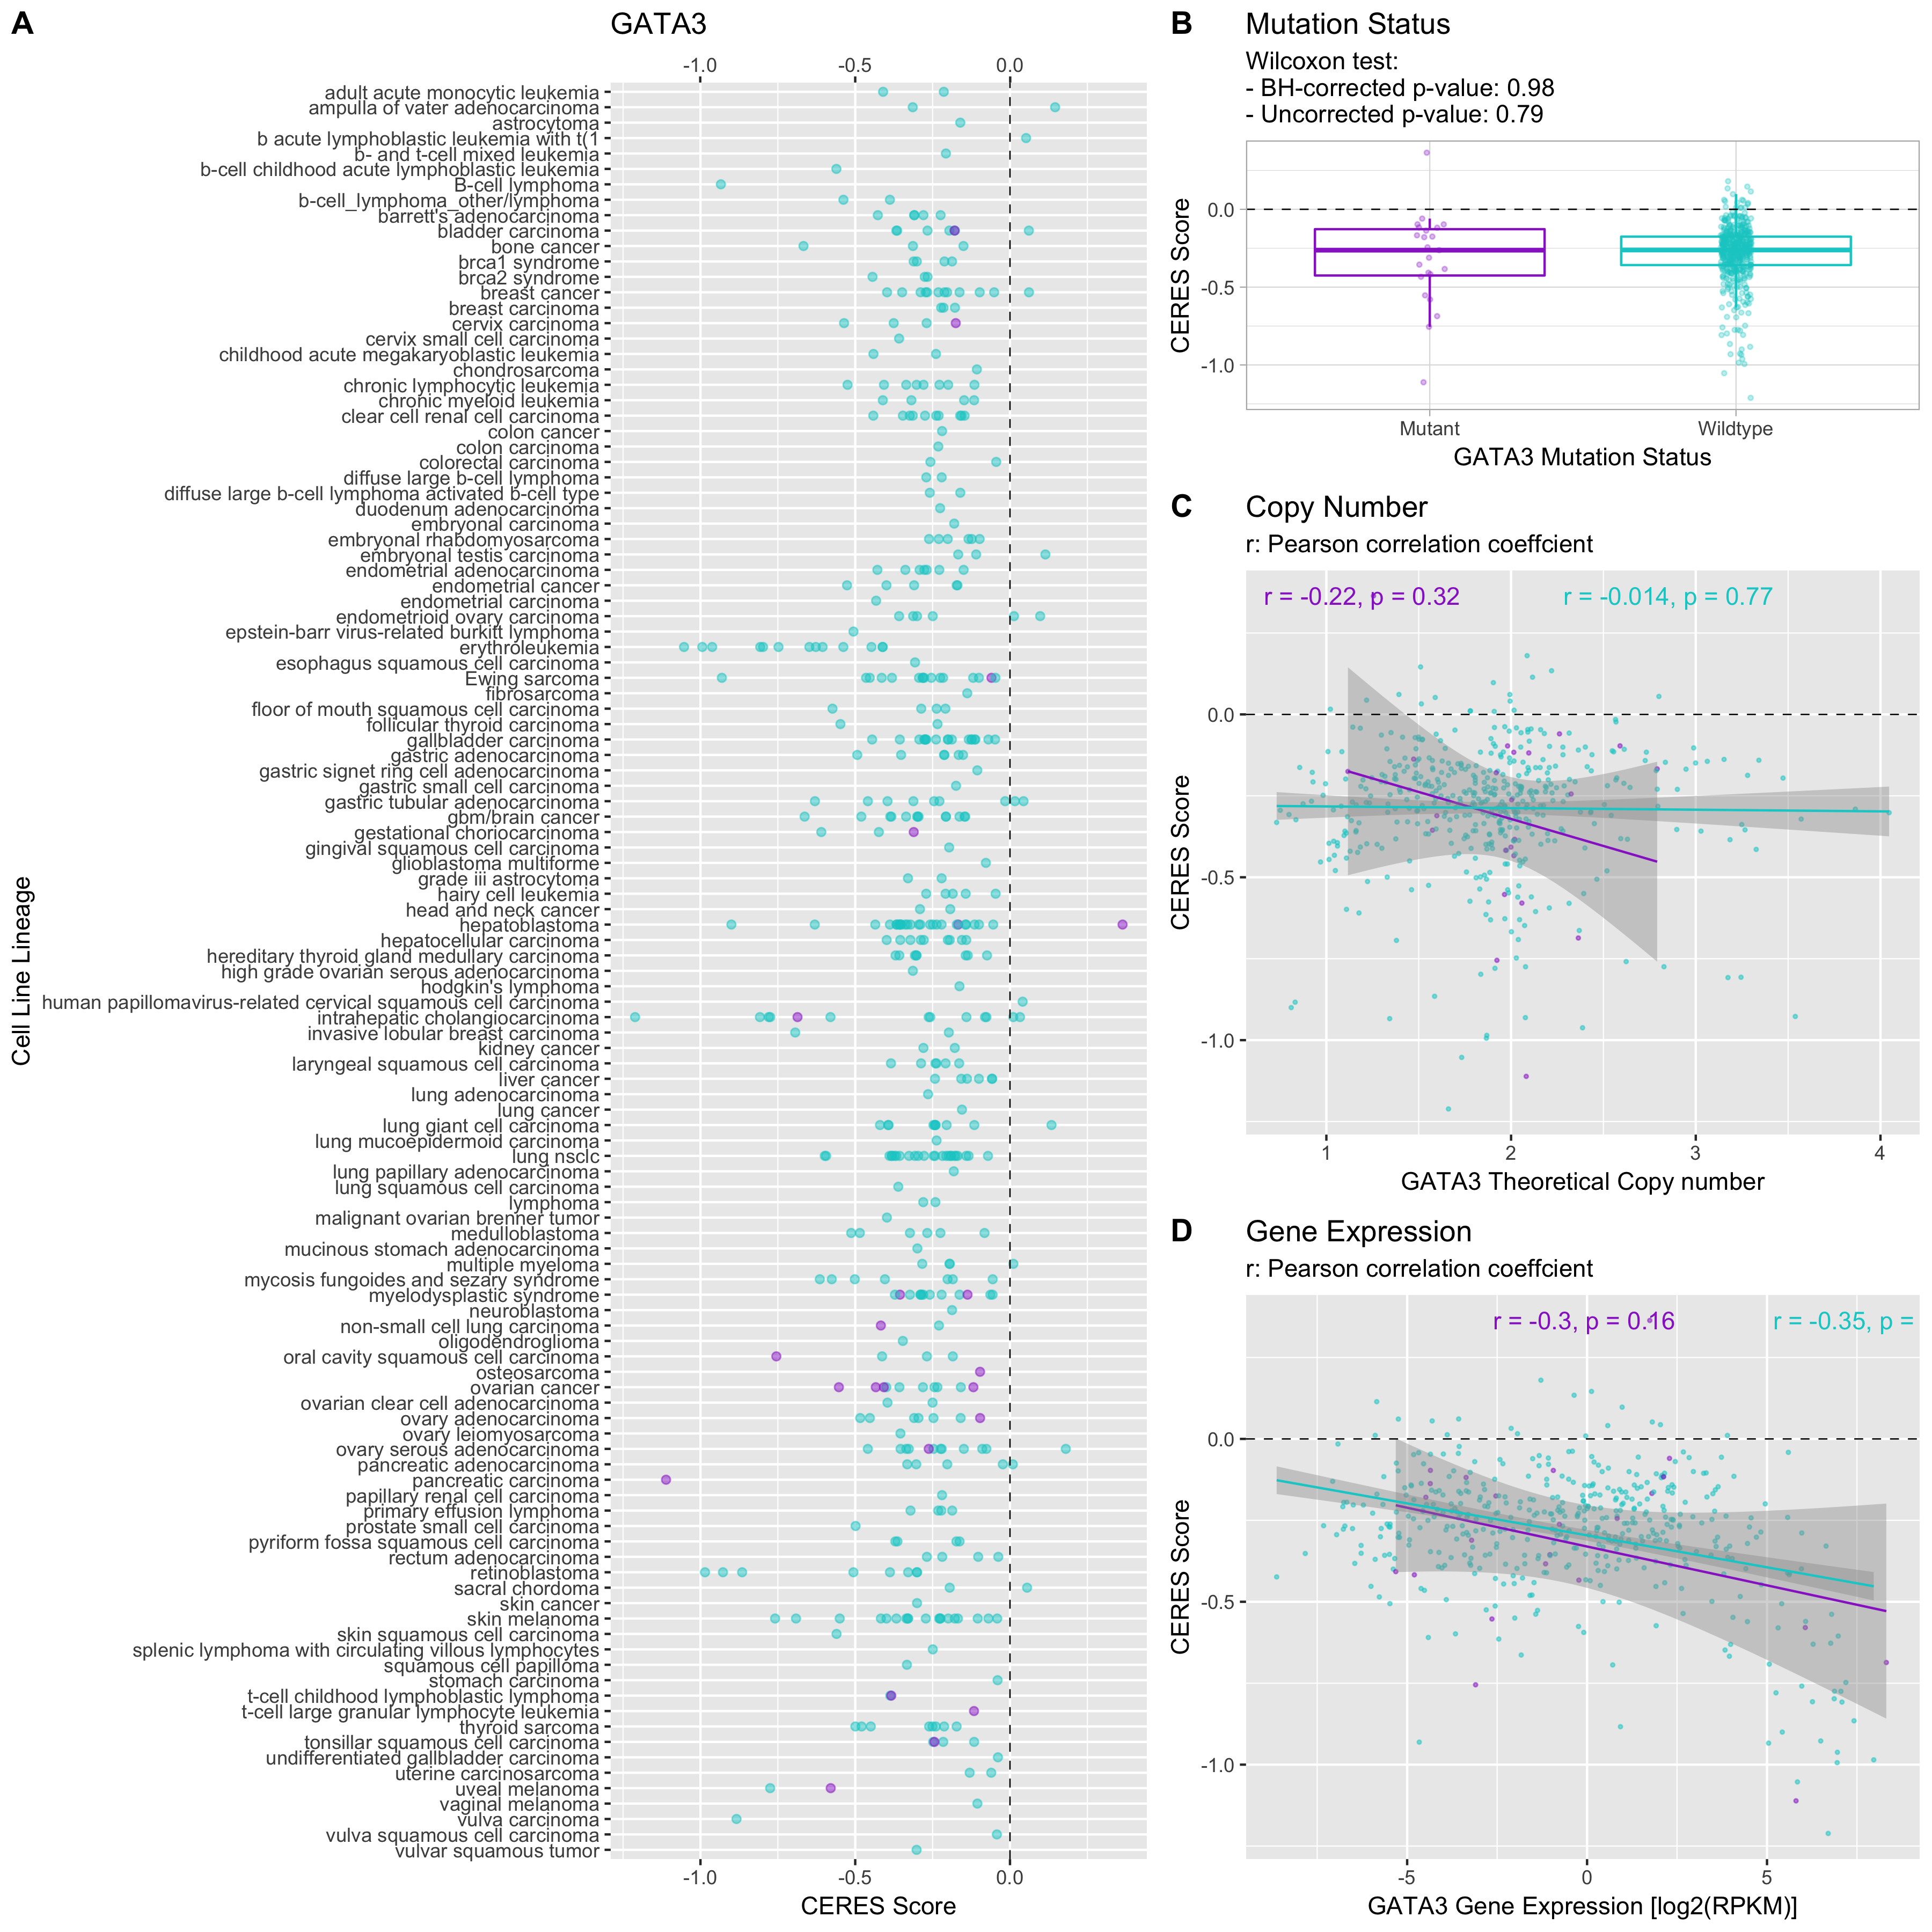 A
GATA3
-1.0 -0.5 0.0
Cell Line Lineage
adult acute monocytic leukemia
ampulla of vater adenocarcinoma
astrocytoma
b acute lymphoblastic leukemia with t(1
b- and t-cell mixed leukemia
b-cell childhood acute lymphoblastic leukemia
B-cell lymphoma
b-cell_lymphoma_other/lymphoma
barrett's adenocarcinoma
bladder carcinoma
bone cancer
brca1 syndrome
brca2 syndrome
breast cancer
breast carcinoma
cervix carcinoma
cervix small cell carcinoma
childhood acute megakaryoblastic leukemia
chondrosarcoma
chronic lymphocytic leukemia
chronic myeloid leukemia
clear cell renal cell carcinoma
colon cancer
colon carcinoma
colorectal carcinoma
diffuse large b-cell lymphoma
diffuse large b-cell lymphoma activated b-cell type
duodenum adenocarcinoma
embryonal carcinoma
embryonal rhabdomyosarcoma
embryonal testis carcinoma
endometrial adenocarcinoma
endometrial cancer
endometrial carcinoma
endometrioid ovary carcinoma
epstein-barr virus-related burkitt lymphoma
erythroleukemia
esophagus squamous cell carcinoma
Ewing sarcoma
fibrosarcoma
floor of mouth squamous cell carcinoma
follicular thyroid carcinoma
gallbladder carcinoma
gastric adenocarcinoma
gastric signet ring cell adenocarcinoma
gastric small cell carcinoma
gastric tubular adenocarcinoma
gbm/brain cancer
gestational choriocarcinoma
gingival squamous cell carcinoma
glioblastoma multiforme
grade iii astrocytoma
hairy cell leukemia
head and neck cancer
hepatoblastoma
hepatocellular carcinoma
hereditary thyroid gland medullary carcinoma
high grade ovarian serous adenocarcinoma
hodgkin's lymphoma
human papillomavirus-related cervical squamous cell carcinoma
intrahepatic cholangiocarcinoma
invasive lobular breast carcinoma
kidney cancer
laryngeal squamous cell carcinoma
liver cancer
lung adenocarcinoma
lung cancer
lung giant cell carcinoma
lung mucoepidermoid carcinoma
lung nsclc
lung papillary adenocarcinoma
lung squamous cell carcinoma
lymphoma
malignant ovarian brenner tumor
medulloblastoma
mucinous stomach adenocarcinoma
multiple myeloma
mycosis fungoides and sezary syndrome
myelodysplastic syndrome
neuroblastoma
non-small cell lung carcinoma
oligodendroglioma
oral cavity squamous cell carcinoma
osteosarcoma
ovarian cancer
ovarian clear cell adenocarcinoma
ovary adenocarcinoma
ovary leiomyosarcoma
ovary serous adenocarcinoma
pancreatic adenocarcinoma
pancreatic carcinoma
papillary renal cell carcinoma
primary effusion lymphoma
prostate small cell carcinoma
pyriform fossa squamous cell carcinoma
rectum adenocarcinoma
retinoblastoma
sacral chordoma
skin cancer
skin melanoma
skin squamous cell carcinoma
splenic lymphoma with circulating villous lymphocytes
squamous cell papilloma
stomach carcinoma
t-cell childhood lymphoblastic lymphoma
t-cell large granular lymphocyte leukemia
thyroid sarcoma
tonsillar squamous cell carcinoma
undifferentiated gallbladder carcinoma
uterine carcinosarcoma
uveal melanoma
vaginal melanoma
vulva carcinoma
vulva squamous cell carcinoma
vulvar squamous tumor
-1.0 -0.5 0.0
CERES Score
B
Mutation Status
Wilcoxon test:
- BH-corrected p-value: 0.98
- Uncorrected p-value: 0.79
CERES Score
0.0
-0.5
-1.0
Mutant Wildtype
GATA3 Mutation Status
C
Copy Number
r: Pearson correlation coeffcient
r = -0.22, p = 0.32
r = -0.014, p = 0.77
CERES Score
0.0
-0.5
-1.0
1 2 3 4
GATA3 Theoretical Copy number
D
Gene Expression
r: Pearson correlation coeffcient
r = -0.3, p = 0.16
r = -0.35, p =
CERES Score
0.0
-0.5
-1.0
-5 0 5
GATA3 Gene Expression [log2(RPKM)]